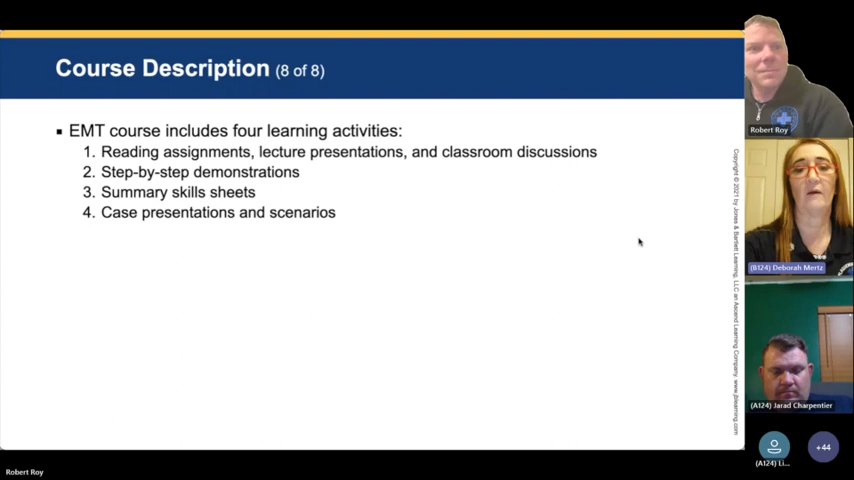 Course Description (8 of 8)
▪ EMT course includes four learning activities:
1. Reading assignments, lecture presentations, and classroom discussions
2. Step-by-step demonstrations
3. Summary skills sheets
4. Case presentations and scenarios
Copyright © 2021 by Jones & Bartlett Learning, LLC an Ascend Learning Company. www.jblearning.com
Robert Roy
(B124) Deborah Mertz
(A124) Jarad Charpentier
(A124) Li...
+44
Robert Roy